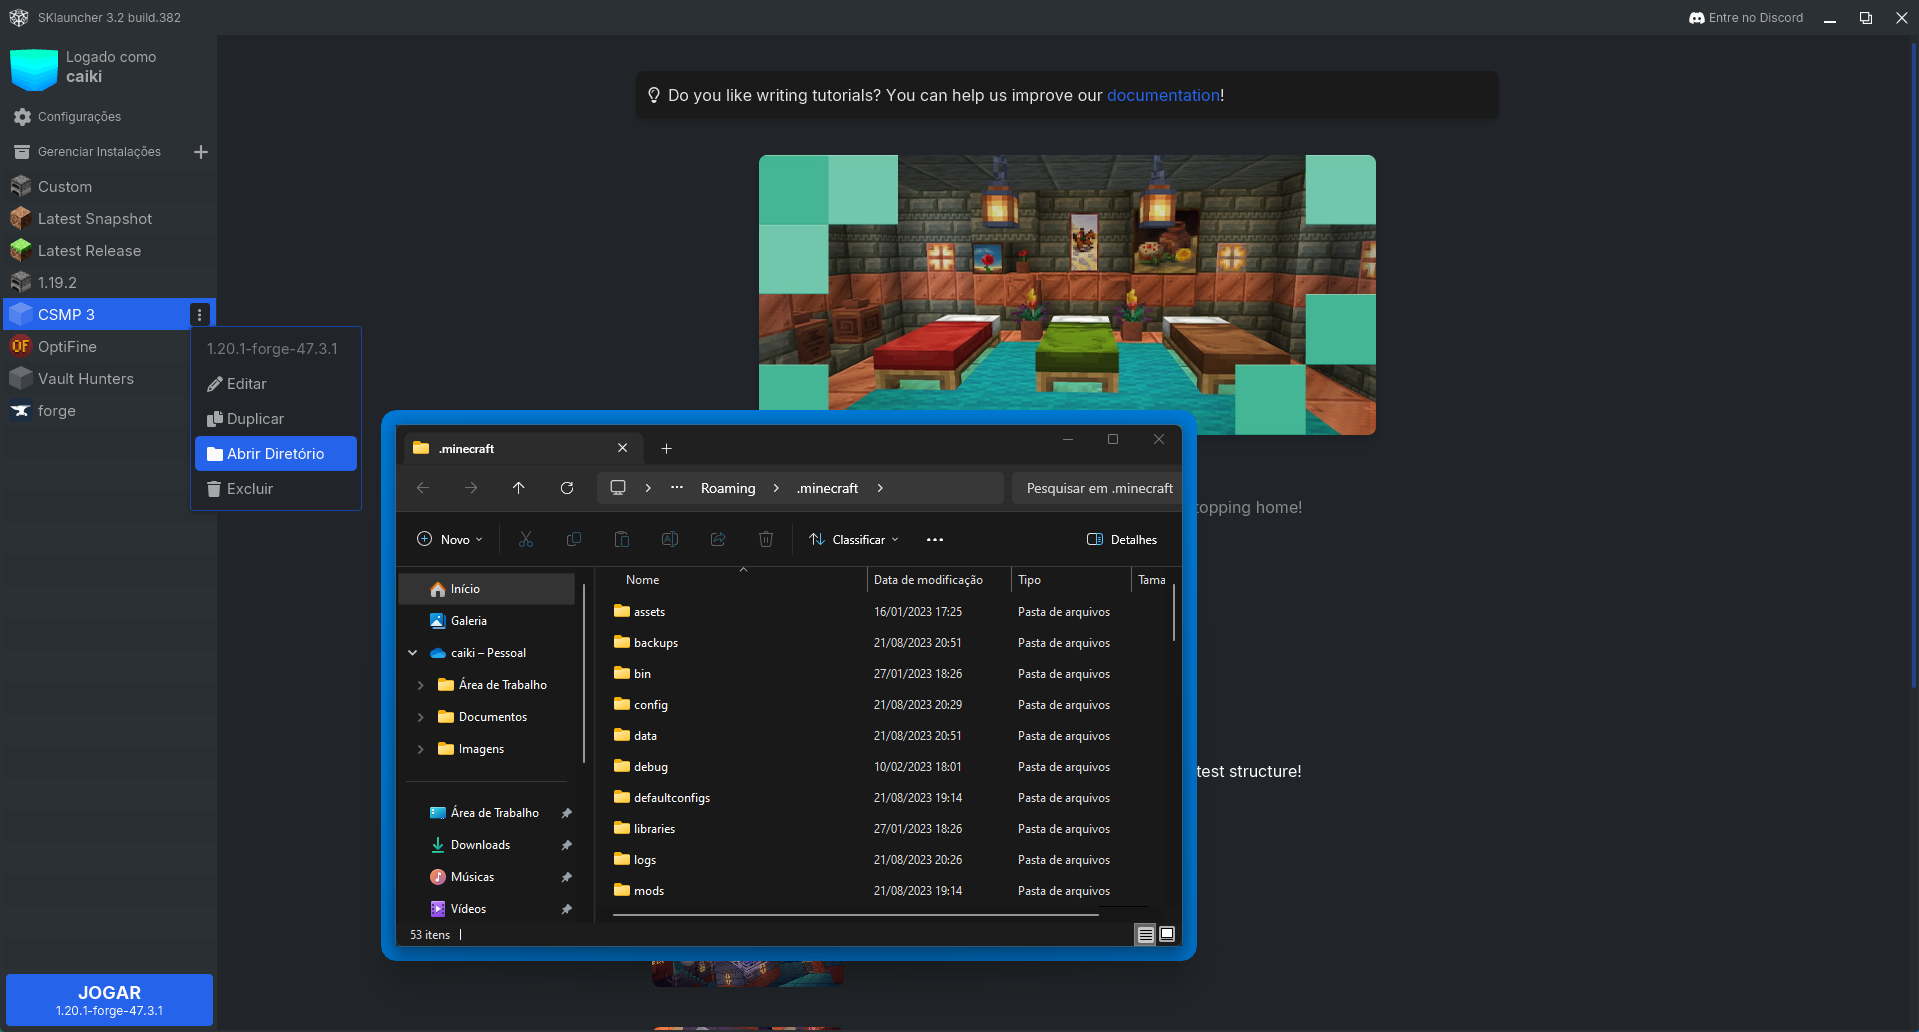 SKlauncher 3.2 build.382
Entre no Discord
Logado como
caiki
Configurações
Gerenciar Instalações
Custom
Latest Snapshot
Latest Release
1.19.2
CSMP 3
OptiFine
Vault Hunters
forge
1.20.1-forge-47.3.1
Editar
Duplicar
Abrir Diretório
Excluir
JOGAR
1.20.1-forge-47.3.1
Do you like writing tutorials? You can help us improve our documentation!
topping home!
test structure!
.minecraft
Roaming
.minecraft
Pesquisar em .minecraft
Novo
Classificar
Detalhes
Início
Galeria
caiki – Pessoal
Área de Trabalho
Documentos
Imagens
Área de Trabalho
Downloads
Músicas
Vídeos
Nome Data de modificação Tipo Tama
assets 16/01/2023 17:25 Pasta de arquivos
backups 21/08/2023 20:51 Pasta de arquivos
bin 27/01/2023 18:26 Pasta de arquivos
config 21/08/2023 20:29 Pasta de arquivos
data 21/08/2023 20:51 Pasta de arquivos
debug 10/02/2023 18:01 Pasta de arquivos
defaultconfigs 21/08/2023 19:14 Pasta de arquivos
libraries 27/01/2023 18:26 Pasta de arquivos
logs 21/08/2023 20:26 Pasta de arquivos
mods 21/08/2023 19:14 Pasta de arquivos
53 itens